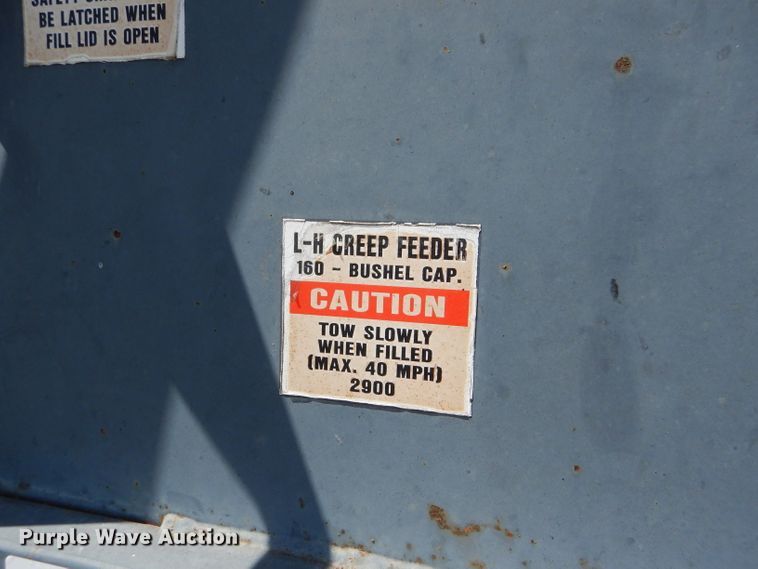 BE LATCHED WHEN
FILL LID IS OPEN
L-H CREEP FEEDER
160 - BUSHEL CAP.
CAUTION
TOW SLOWLY
WHEN FILLED
(MAX. 40 MPH)
2900
Purple Wave Auction